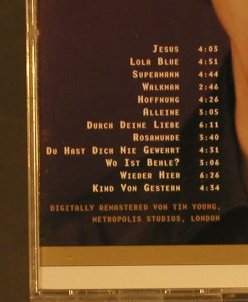 Jesus 4:03
Lola Blue 4:51
Supermann 4:44
Walkman 2:46
Hoffnung 4:26
Alleine 3:05
Durch Deine Liebe 6:11
Rosamunde 3:40
Du Hast Dich Nie Gewehrt 4:31
Wo Ist Behle? 3:06
Wieder Hier 6:26
Kind Von Gestern 4:34
DIGITALLY REMASTERED VON TIM YOUNG,
METROPOLIS STUDIOS, LONDON